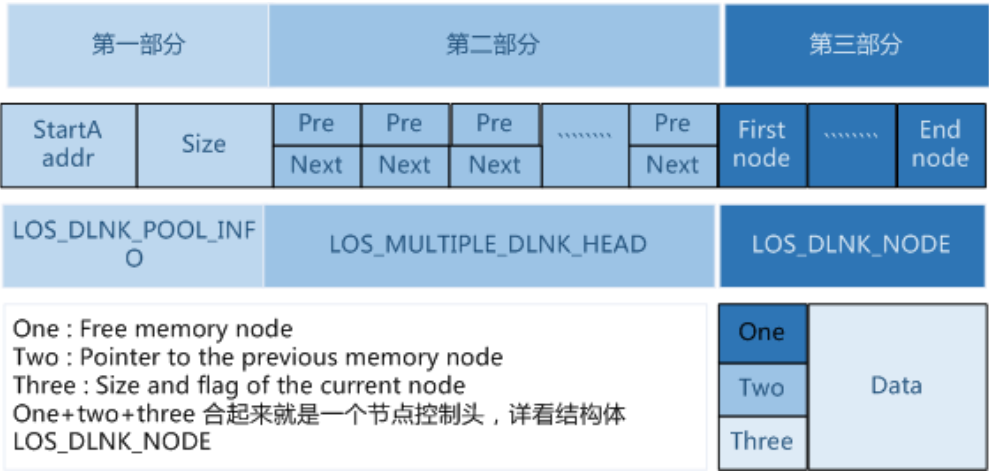 第一部分
第二部分
第三部分
StartA
addr
Size
Pre
Next
Pre
Next
Pre
Next
、、、、、、、、
Pre
Next
First
node
、、、、、、、、
End
node
LOS_DLNK_POOL_INF
O
LOS_MULTIPLE_DLNK_HEAD
LOS_DLNK_NODE
One : Free memory node
Two : Pointer to the previous memory node
Three : Size and flag of the current node
One+two+three 合起来就是一个节点控制头，详看结构体
LOS_DLNK_NODE
One
Two
Three
Data